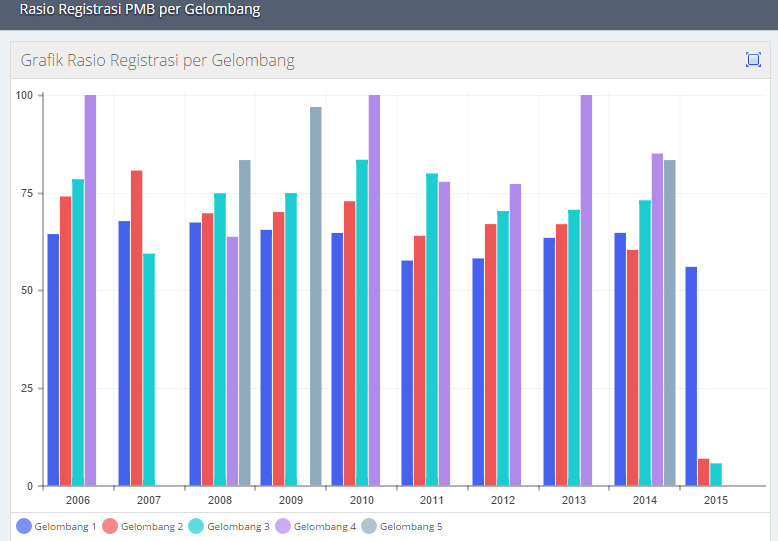 Rasio Registrasi PMB per Gelombang
Grafik Rasio Registrasi per Gelombang
100
75
50
25
0
2006 2007 2008 2009 2010 2011 2012 2013 2014 2015
Gelombang 1 Gelombang 2 Gelombang 3 Gelombang 4 Gelombang 5